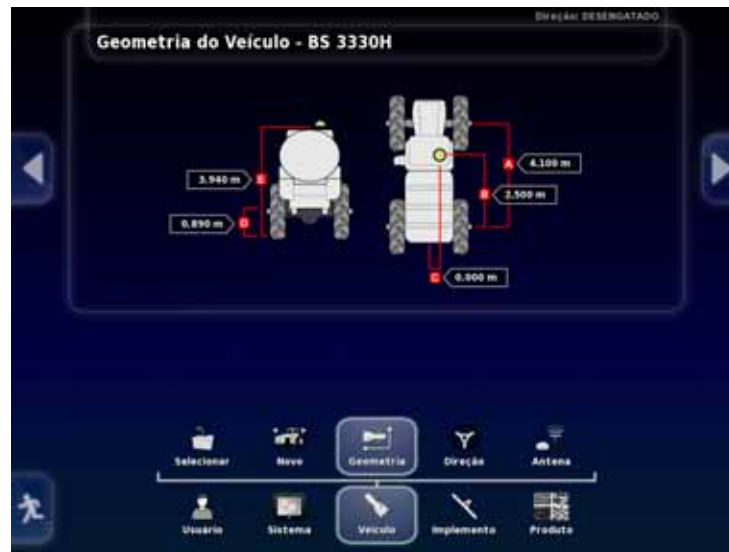 Direção: DESENGATADO
Geometria do Veículo - BS 3330H
3.940 m E
0.890 m D
A 4.100 m
B 2.500 m
C 0.000 m
Selecionar Novo Geometria Direção Antena
Usuario Sistema Veículo Implemento Produto